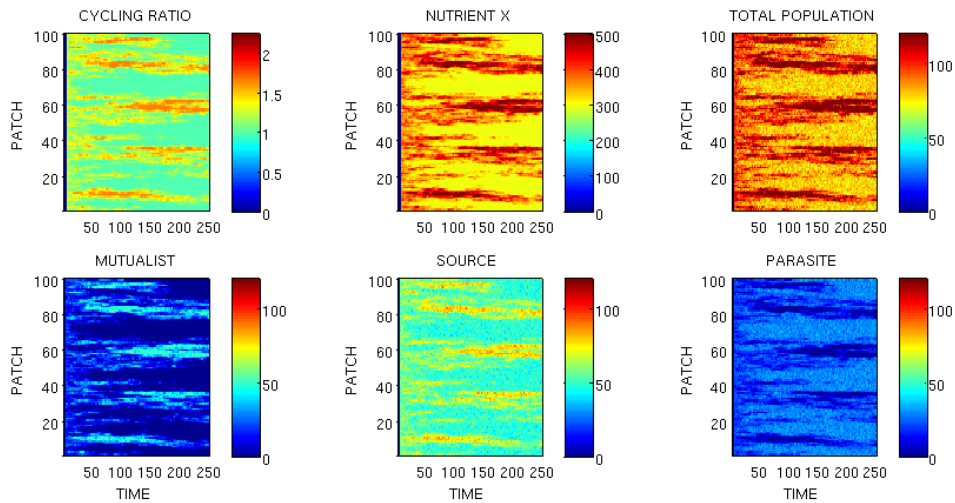 CYCLING RATIO
NUTRIENT X
TOTAL POPULATION
PATCH
100
80
60
40
20
50 100 150 200 250
2
1.5
1
0.5
0
PATCH
100
80
60
40
20
50 100 150 200 250
500
400
300
200
100
0
PATCH
100
80
60
40
20
50 100 150 200 250
100
50
0
MUTUALIST
SOURCE
PARASITE
PATCH
100
80
60
40
20
50 100 150 200 250
TIME
100
50
0
PATCH
100
80
60
40
20
50 100 150 200 250
TIME
100
50
0
PATCH
100
80
60
40
20
50 100 150 200 250
TIME
100
50
0